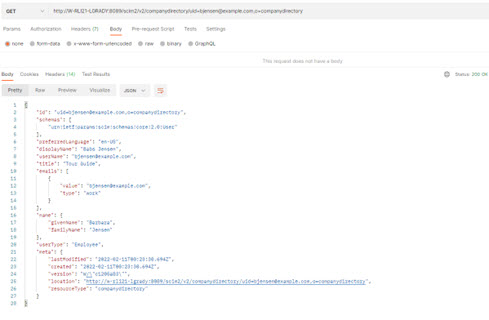 GET http://W-RLI21-LGRADY:8089/scim2/v2/companydirectory/uid=bjensen@example.com,o=companydirectory
Params Authorization Headers (7) Body Pre-request Script Tests Settings
none form-data x-www-form-urlencoded raw binary GraphQL
This request does not have a body
Body Cookies Headers (14) Test Results Status: 200 OK
Pretty Raw Preview Visualize JSON
1 {
2 "id": "uid=bjensen@example.com,o=companydirectory",
3 "schemas": [
4 "urn:ietf:params:scim:schemas:core:2.0:User"
5 ],
6 "preferredLanguage": "en-US",
7 "displayName": "Babs Jensen",
8 "userName": "bjensen@example.com",
9 "title": "Tour Guide",
10 "emails": [
11 {
12 "value": "bjensen@example.com",
13 "type": "work"
14 }
15 ],
16 "name": {
17 "givenName": "Barbara",
18 "familyName": "Jensen"
19 },
20 "userType": "Employee",
21 "meta": {
22 "lastModified": "2022-02-11T00:20:38.694Z",
23 "created": "2022-02-11T00:20:38.694Z",
24 "version":
25 "location": "http://w-rli21-lgrady:8089/scim2/v2/companydirectory/uid=bjensen@example.com,o=companydirectory",
26 "resourceType": "companydirectory"
27 }
28 }